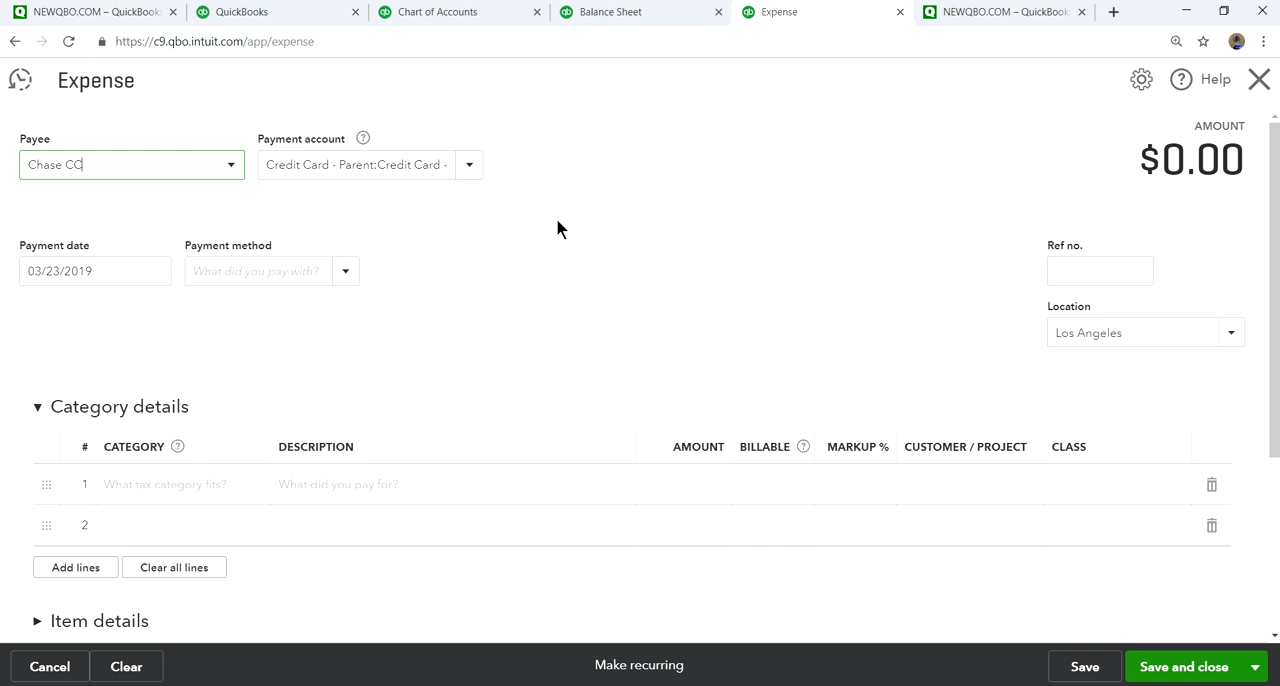 NEWQBO.COM – QuickBook
QuickBooks
Chart of Accounts
Balance Sheet
Expense
NEWQBO.COM – QuickBook
https://c9.qbo.intuit.com/app/expense
Expense
Help
Payee
Payment account
AMOUNT
Chase CC
Credit Card - Parent:Credit Card -
$0.00
Payment date
Payment method
Ref no.
03/23/2019
What did you pay with?
Location
Los Angeles
Category details
# CATEGORY DESCRIPTION AMOUNT BILLABLE MARKUP % CUSTOMER / PROJECT CLASS
1 What tax category fits? What did you pay for?
2
Add lines
Clear all lines
Item details
Cancel
Clear
Make recurring
Save
Save and close